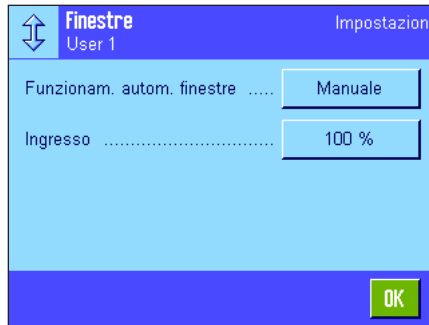 Finestre
Impostazion
User 1
Funzionam. autom. finestre ..... Manuale
Ingresso ................................ 100 %
OK